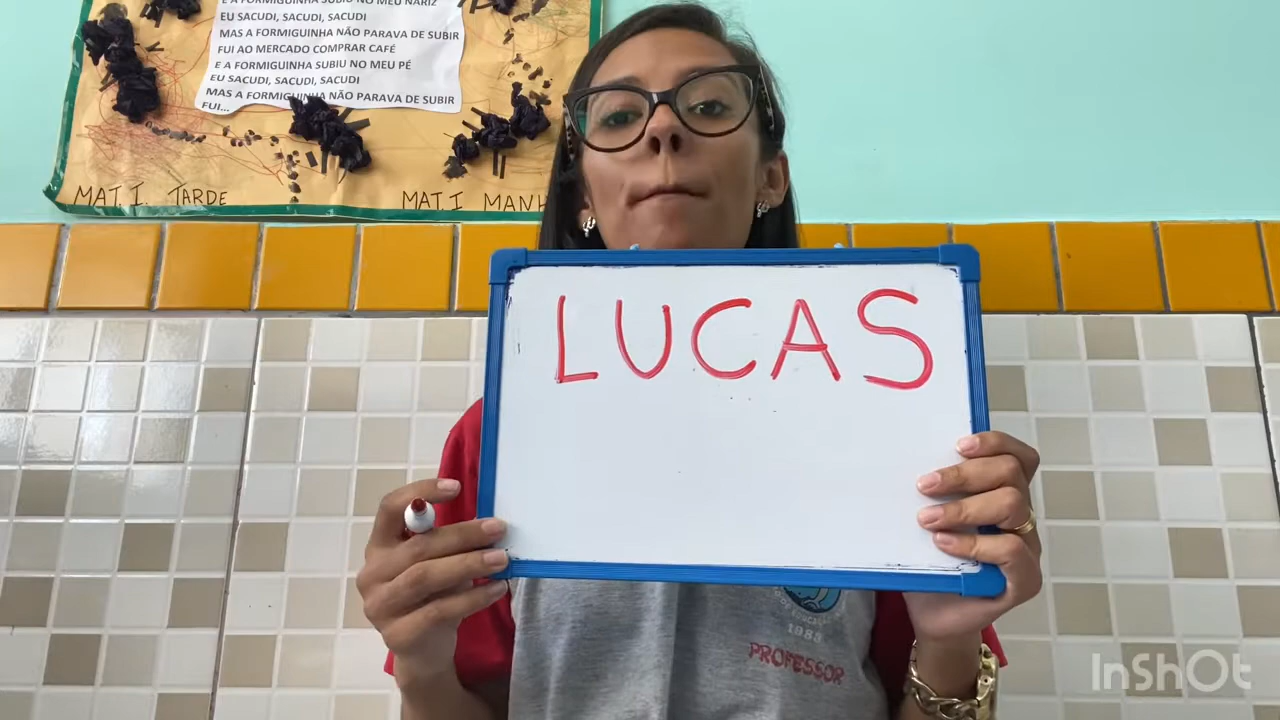 E A FORMIGUINHA SUBIU NO MEU NARIZ
EU SACUDI, SACUDI, SACUDI
MAS A FORMIGUINHA NÃO PARAVA DE SUBIR
FUI AO MERCADO COMPRAR CAFÉ
E A FORMIGUINHA SUBIU NO MEU PÉ
EU SACUDI, SACUDI, SACUDI
MAS A FORMIGUINHA NÃO PARAVA DE SUBIR
FUI...
MAT. I. TARDE
MAT. I MANH
LUCAS
1983
PROFESSOR
InShOt